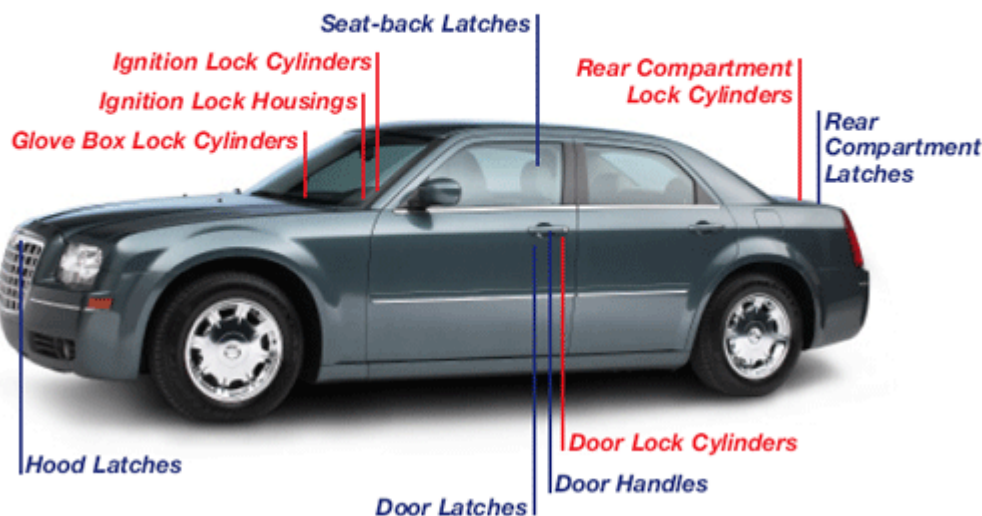 Seat-back Latches
Ignition Lock Cylinders
Ignition Lock Housings
Glove Box Lock Cylinders
Rear Compartment
Lock Cylinders
Rear
Compartment
Latches
Door Lock Cylinders
Hood Latches
Door Handles
Door Latches